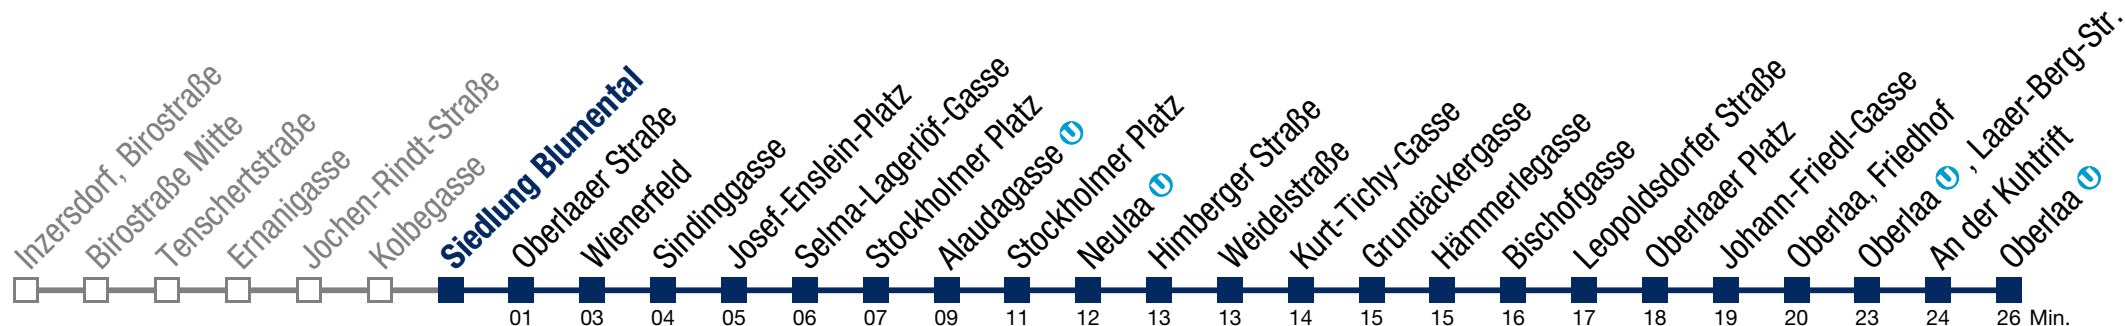 Inzersdorf, Birostraße
Birostraße Mitte
Tenschertstraße
Ernanigasse
Jochen-Rindt-Straße
Kolbegasse
Siedlung Blumental
Oberlaaer Straße
Wienerfeld
Sindinggasse
Josef-Enslein-Platz
Selma-Lagerlöf-Gasse
Stockholmer Platz
Alaudagasse U
Stockholmer Platz
Neulaa U
Himberger Straße
Weidelstraße
Kurt-Tichy-Gasse
Grundäckergasse
Hämmerlegasse
Bischofgasse
Leopoldsdorfer Straße
Oberlaaer Platz
Johann-Friedl-Gasse
Oberlaa, Friedhof
Oberlaa U , Laaer-Berg-Str.
An der Kuhtrift
Oberlaa U
01 03 04 05 06 07 09 11 12 13 13 14 15 15 16 17 18 19 20 23 24 26 Min.